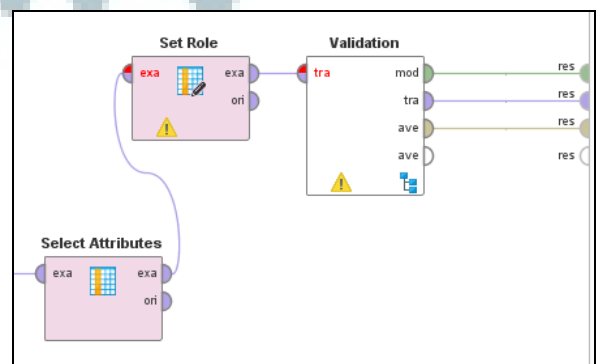 Set Role
exa exa
ori
Validation
tra mod
tra
ave
ave
res
res
res
res
Select Attributes
exa exa
ori